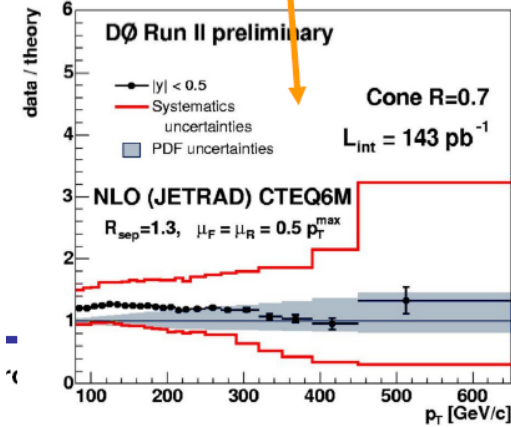 6
DØ Run II preliminary
data / theory
5
|y| < 0.5
Cone R=0.7
Systematics
uncertainties
4
L_int = 143 pb^-1
PDF uncertainties
3
NLO (JETRAD) CTEQ6M
R_sep=1.3, μ_F = μ_R = 0.5 p_T^max
2
1
0
100 200 300 400 500 600
p_T [GeV/c]